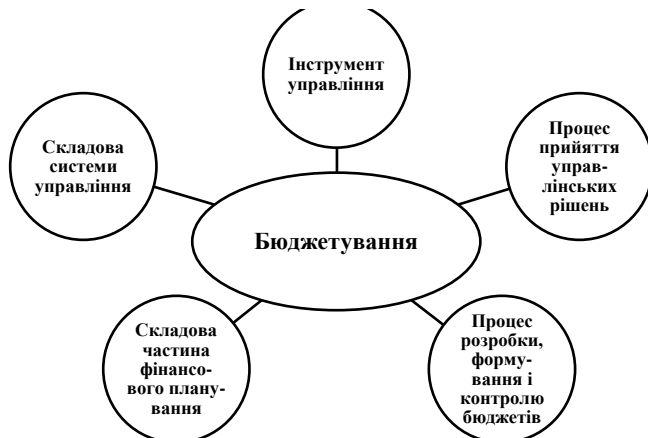 Інструмент
управління
Складова
системи
управління
Процес
прийяття
управ-
лінських
рішень
Бюджетування
Складова
частина
фінансо-
вого плану-
вання
Процес
розробки,
форму-
вання і
контролю
бюджетів